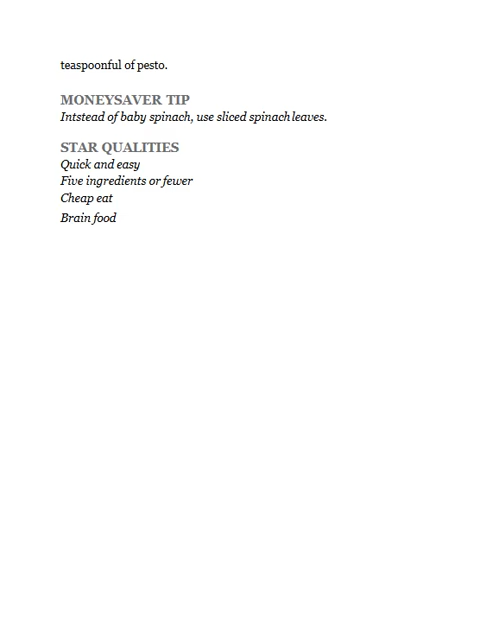 teaspoonful of pesto.
MONEYSAVER TIP
Intstead of baby spinach, use sliced spinach leaves.
STAR QUALITIES
Quick and easy
Five ingredients or fewer
Cheap eat
Brain food